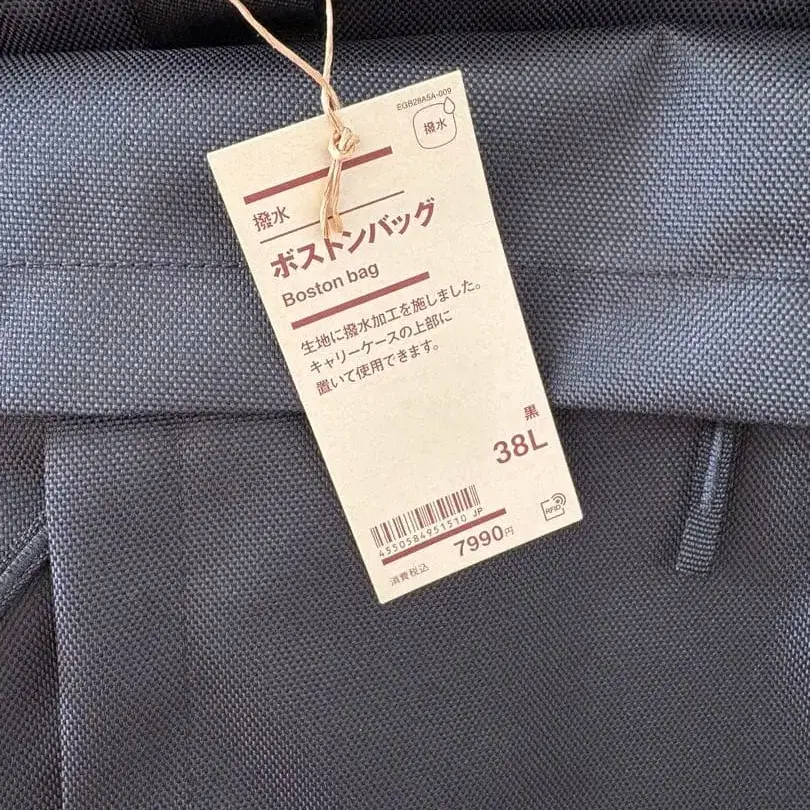 EGB28A5A-009
撥水
撥水
ボストンバッグ
Boston bag
生地に撥水加工を施しました。
キャリーケースの上部に
置いて使用できます。
黒
38L
4550584951510 JP
RFID
7990円
消費税込